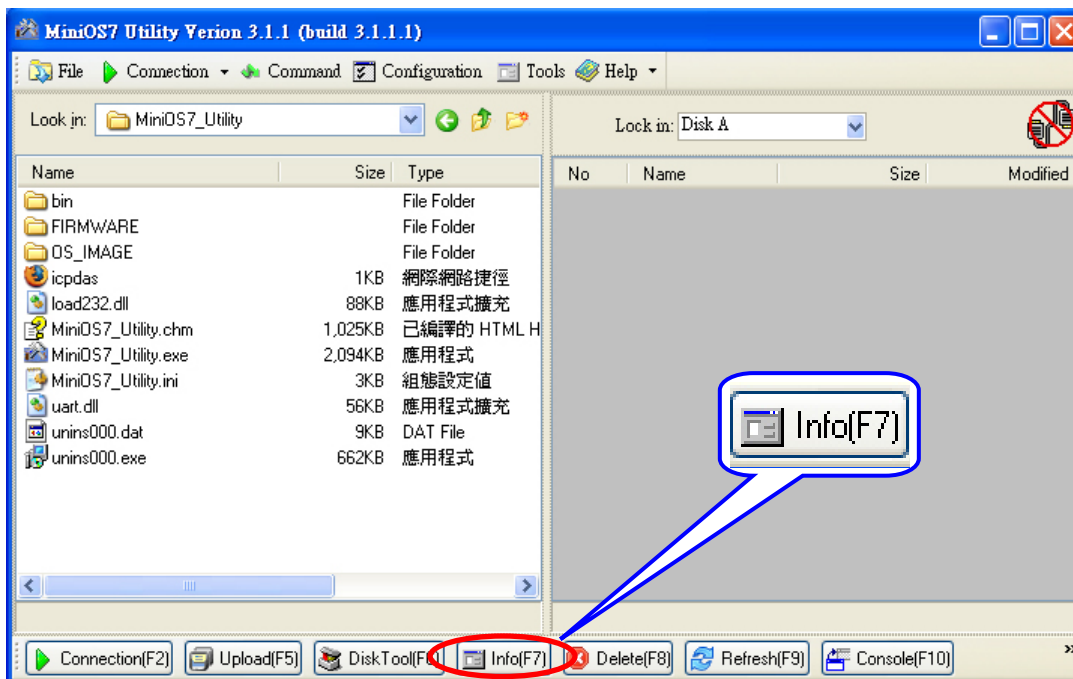 MiniOS7 Utility Verion 3.1.1 (build 3.1.1.1)
File Connection Command Configuration Tools Help
Look in: MiniOS7_Utility
Lock in: Disk A
Name Size Type
No Name Size Modified
bin File Folder
FIRMWARE File Folder
OS_IMAGE File Folder
icpdas 1KB 網際網路捷徑
load232.dll 88KB 應用程式擴充
MiniOS7_Utility.chm 1,025KB 已編譯的 HTML H
MiniOS7_Utility.exe 2,094KB 應用程式
MiniOS7_Utility.ini 3KB 組態設定值
uart.dll 56KB 應用程式擴充
unins000.dat 9KB DAT File
unins000.exe 662KB 應用程式
Info(F7)
Connection(F2) Upload(F5) DiskTool(F Info(F7) Delete(F8) Refresh(F9) Console(F10) »